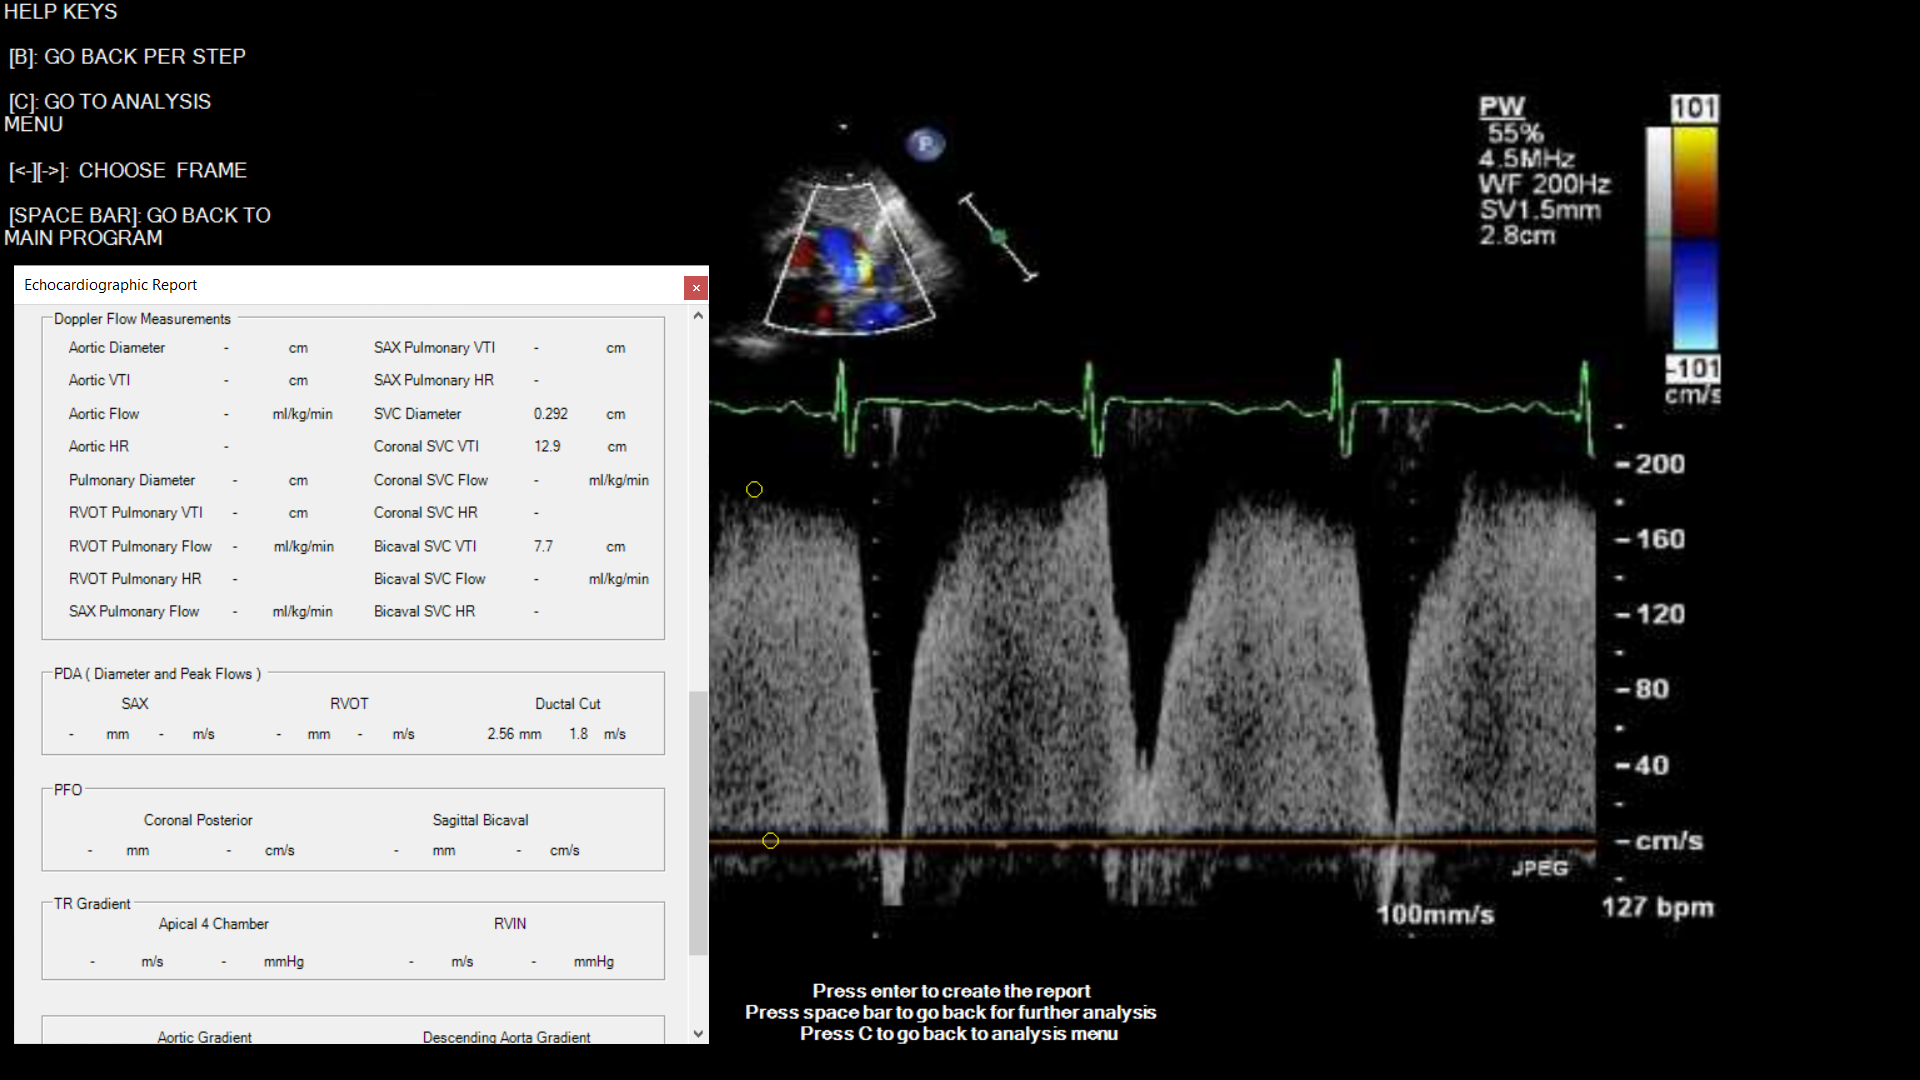 HELP KEYS
[B]: GO BACK PER STEP
[C]: GO TO ANALYSIS
MENU
[<-][->]: CHOOSE FRAME
[SPACE BAR]: GO BACK TO
MAIN PROGRAM
Echocardiographic Report
×
Doppler Flow Measurements
Aortic Diameter - cm SAX Pulmonary VTI - cm
Aortic VTI - cm SAX Pulmonary HR -
Aortic Flow - ml/kg/min SVC Diameter 0.292 cm
Aortic HR - Coronal SVC VTI 12.9 cm
Pulmonary Diameter - cm Coronal SVC Flow - ml/kg/min
RVOT Pulmonary VTI - cm Coronal SVC HR -
RVOT Pulmonary Flow - ml/kg/min Bicaval SVC VTI 7.7 cm
RVOT Pulmonary HR - Bicaval SVC Flow - ml/kg/min
SAX Pulmonary Flow - ml/kg/min Bicaval SVC HR -
PDA ( Diameter and Peak Flows )
SAX RVOT Ductal Cut
- mm - m/s - mm - m/s 2.56 mm 1.8 m/s
PFO
Coronal Posterior Sagittal Bicaval
- mm - cm/s - mm - cm/s
TR Gradient
Apical 4 Chamber RVIN
- m/s - mmHg - m/s - mmHg
Aortic Gradient Descending Aorta Gradient
P
PW
55%
4.5MHz
WF 200Hz
SV1.5mm
2.8cm
101
-101
cm/s
-200
-160
-120
-80
-40
-cm/s
JPEG
100mm/s
127 bpm
Press enter to create the report
Press space bar to go back for further analysis
Press C to go back to analysis menu